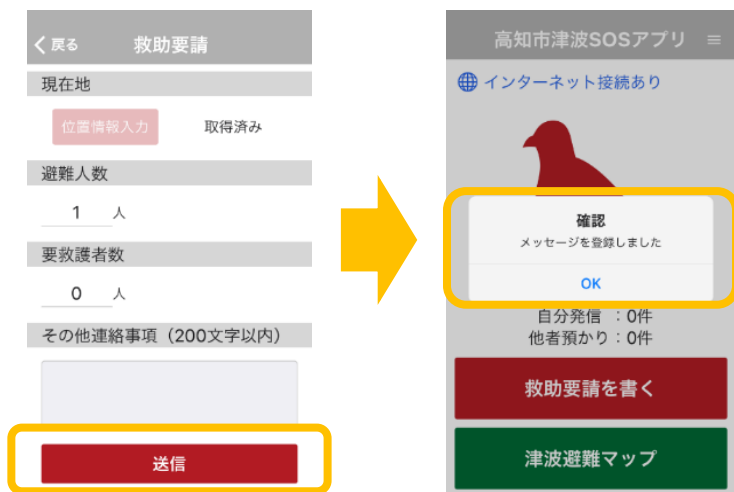 戻る 救助要請
現在地
位置情報入力 取得済み
避難人数
1 人
要救護者数
0 人
その他連絡事項（200文字以内）
送信
高知市津波SOSアプリ
インターネット接続あり
確認
メッセージを登録しました
OK
自分発信 ：0件
他者預かり：0件
救助要請を書く
津波避難マップ